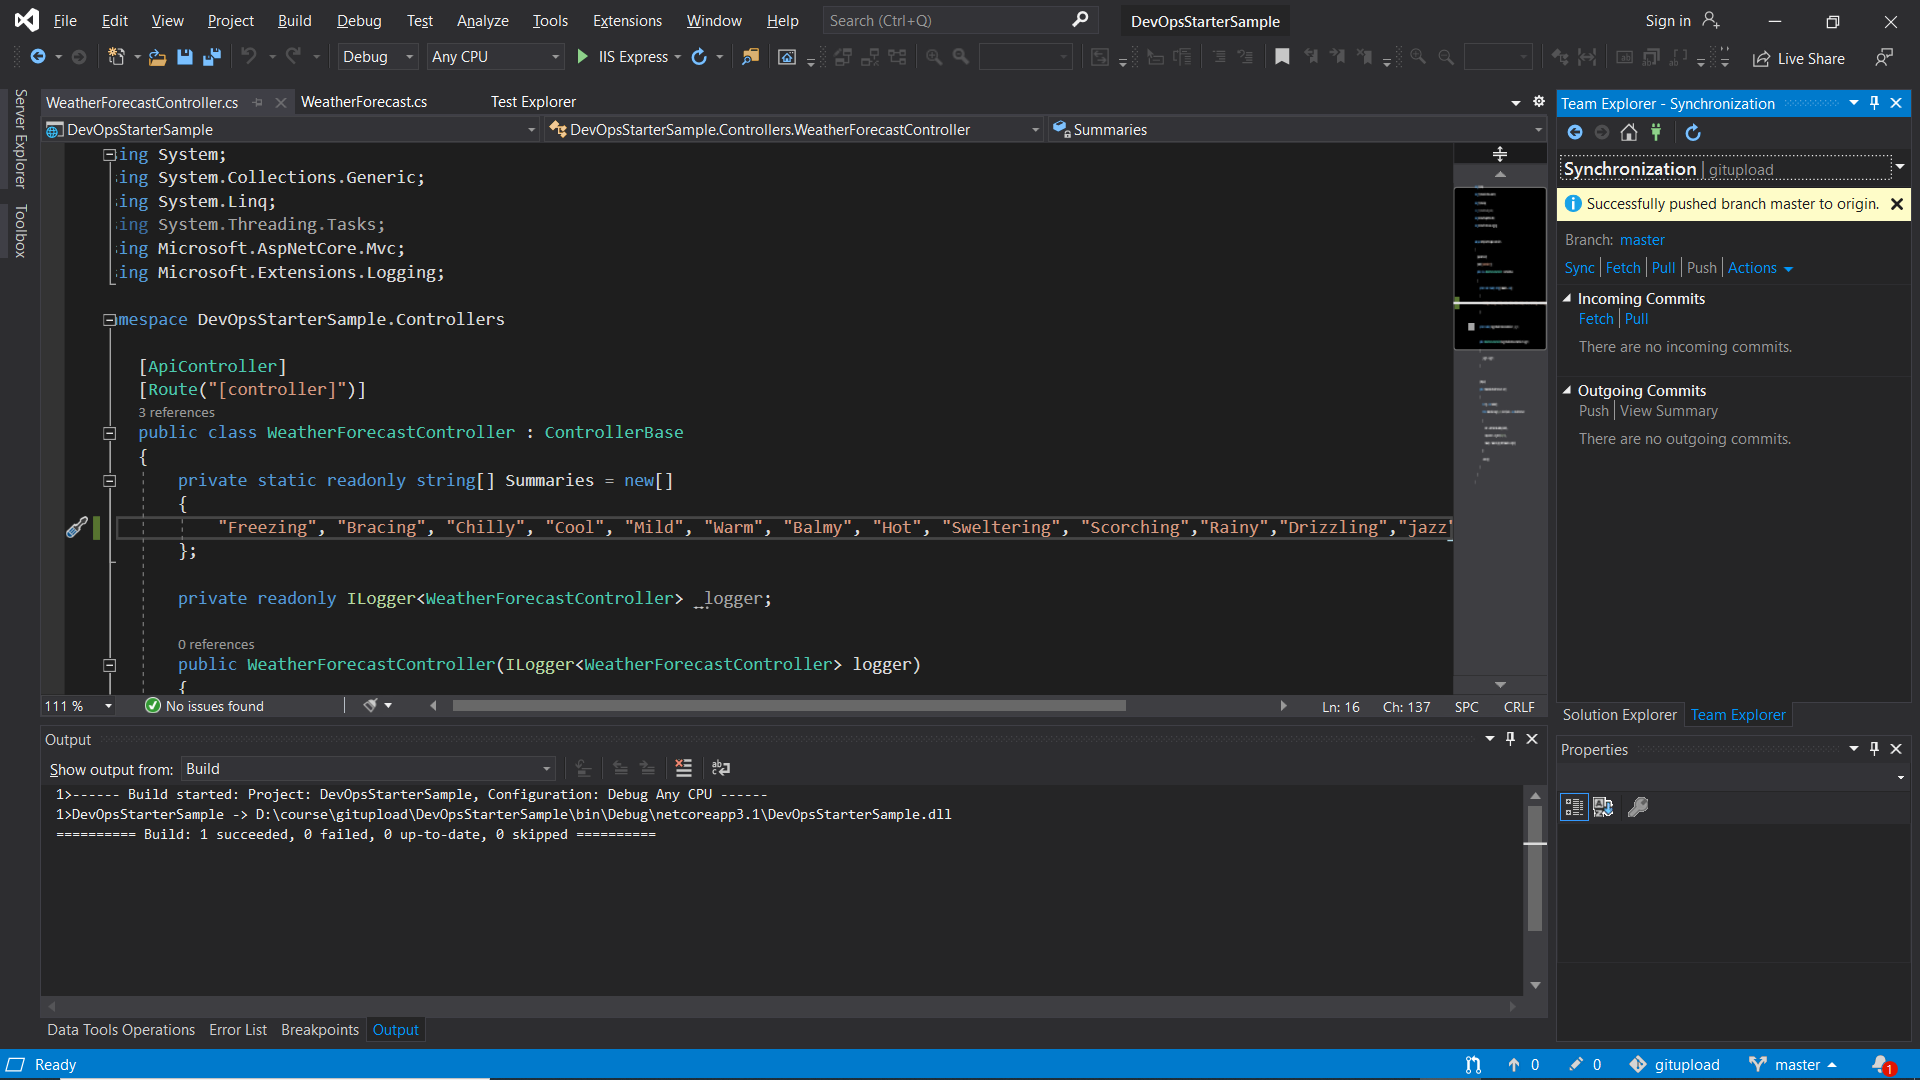 File Edit View Project Build Debug Test Analyze Tools Extensions Window Help Search (Ctrl+Q) DevOpsStarterSample Sign in
Debug Any CPU IIS Express Live Share
Server Explorer
Toolbox
WeatherForecastController.cs WeatherForecast.cs Test Explorer
DevOpsStarterSample DevOpsStarterSample.Controllers.WeatherForecastController Summaries
ing System;
ing System.Collections.Generic;
ing System.Linq;
ing System.Threading.Tasks;
ing Microsoft.AspNetCore.Mvc;
ing Microsoft.Extensions.Logging;
mespace DevOpsStarterSample.Controllers
[ApiController]
[Route("[controller]")]
3 references
public class WeatherForecastController : ControllerBase
{
private static readonly string[] Summaries = new[]
{
"Freezing", "Bracing", "Chilly", "Cool", "Mild", "Warm", "Balmy", "Hot", "Sweltering", "Scorching","Rainy","Drizzling","jazz"
};
private readonly ILogger<WeatherForecastController> _logger;
0 references
public WeatherForecastController(ILogger<WeatherForecastController> logger)
{
111 % No issues found Ln: 16 Ch: 137 SPC CRLF
Output
Show output from: Build
1>------ Build started: Project: DevOpsStarterSample, Configuration: Debug Any CPU ------
1>DevOpsStarterSample -> D:\course\gitupload\DevOpsStarterSample\bin\Debug\netcoreapp3.1\DevOpsStarterSample.dll
========== Build: 1 succeeded, 0 failed, 0 up-to-date, 0 skipped ==========
Data Tools Operations Error List Breakpoints Output
Team Explorer - Synchronization
Synchronization | gitupload
Successfully pushed branch master to origin.
Branch: master
Sync | Fetch | Pull | Push | Actions
Incoming Commits
Fetch | Pull
There are no incoming commits.
Outgoing Commits
Push | View Summary
There are no outgoing commits.
Solution Explorer Team Explorer
Properties
Ready 0 0 gitupload master 1